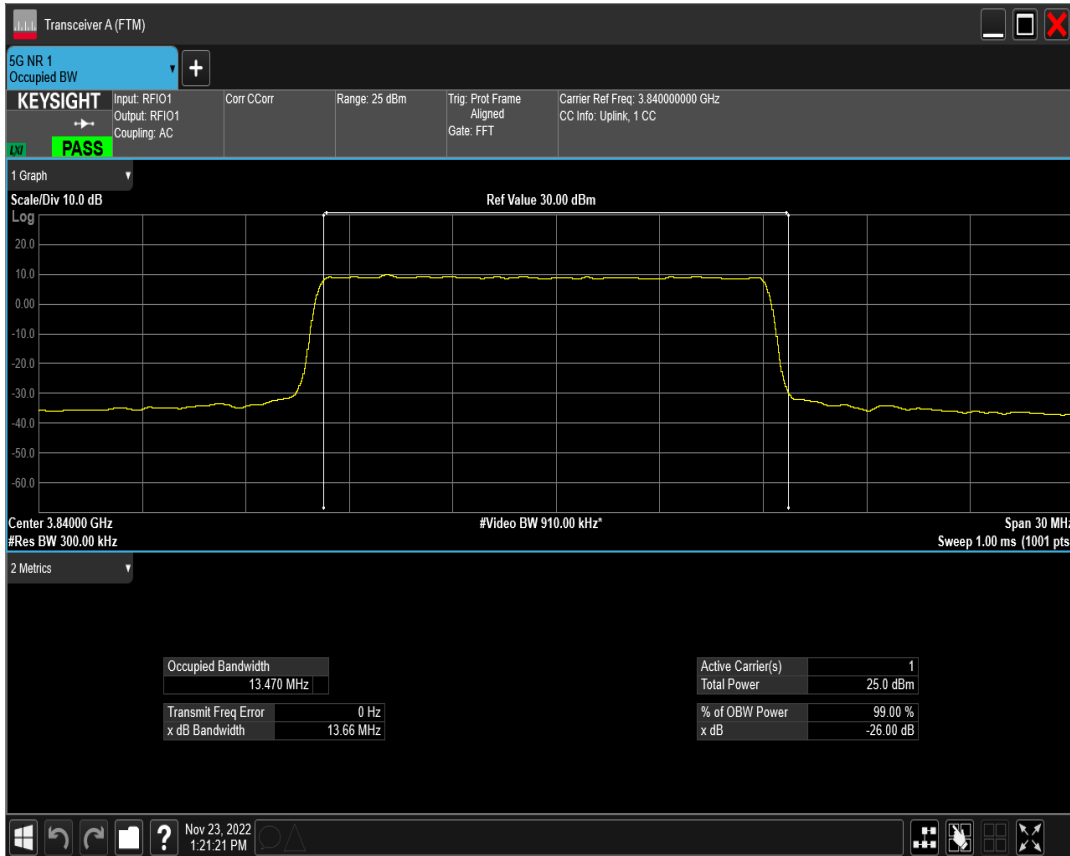 Transceiver A (FTM)
5G NR 1
Occupied BW
+
KEYSIGHT
Input: RFIO1
Output: RFIO1
Coupling: AC
Corr CCorr
Range: 25 dBm
Trig: Prot Frame
Aligned
Gate: FFT
Carrier Ref Freq: 3.840000000 GHz
CC Info: Uplink, 1 CC
LXI
PASS
1 Graph
Scale/Div 10.0 dB
Ref Value 30.00 dBm
Log
20.0
10.0
0.00
-10.0
-20.0
-30.0
-40.0
-50.0
-60.0
Center 3.84000 GHz
#Video BW 910.00 kHz*
Span 30 MHz
#Res BW 300.00 kHz
Sweep 1.00 ms (1001 pts
2 Metrics
Occupied Bandwidth
13.470 MHz
Transmit Freq Error 0 Hz
x dB Bandwidth 13.66 MHz
Active Carrier(s) 1
Total Power 25.0 dBm
% of OBW Power 99.00 %
x dB -26.00 dB
?
Nov 23, 2022
1:21:21 PM